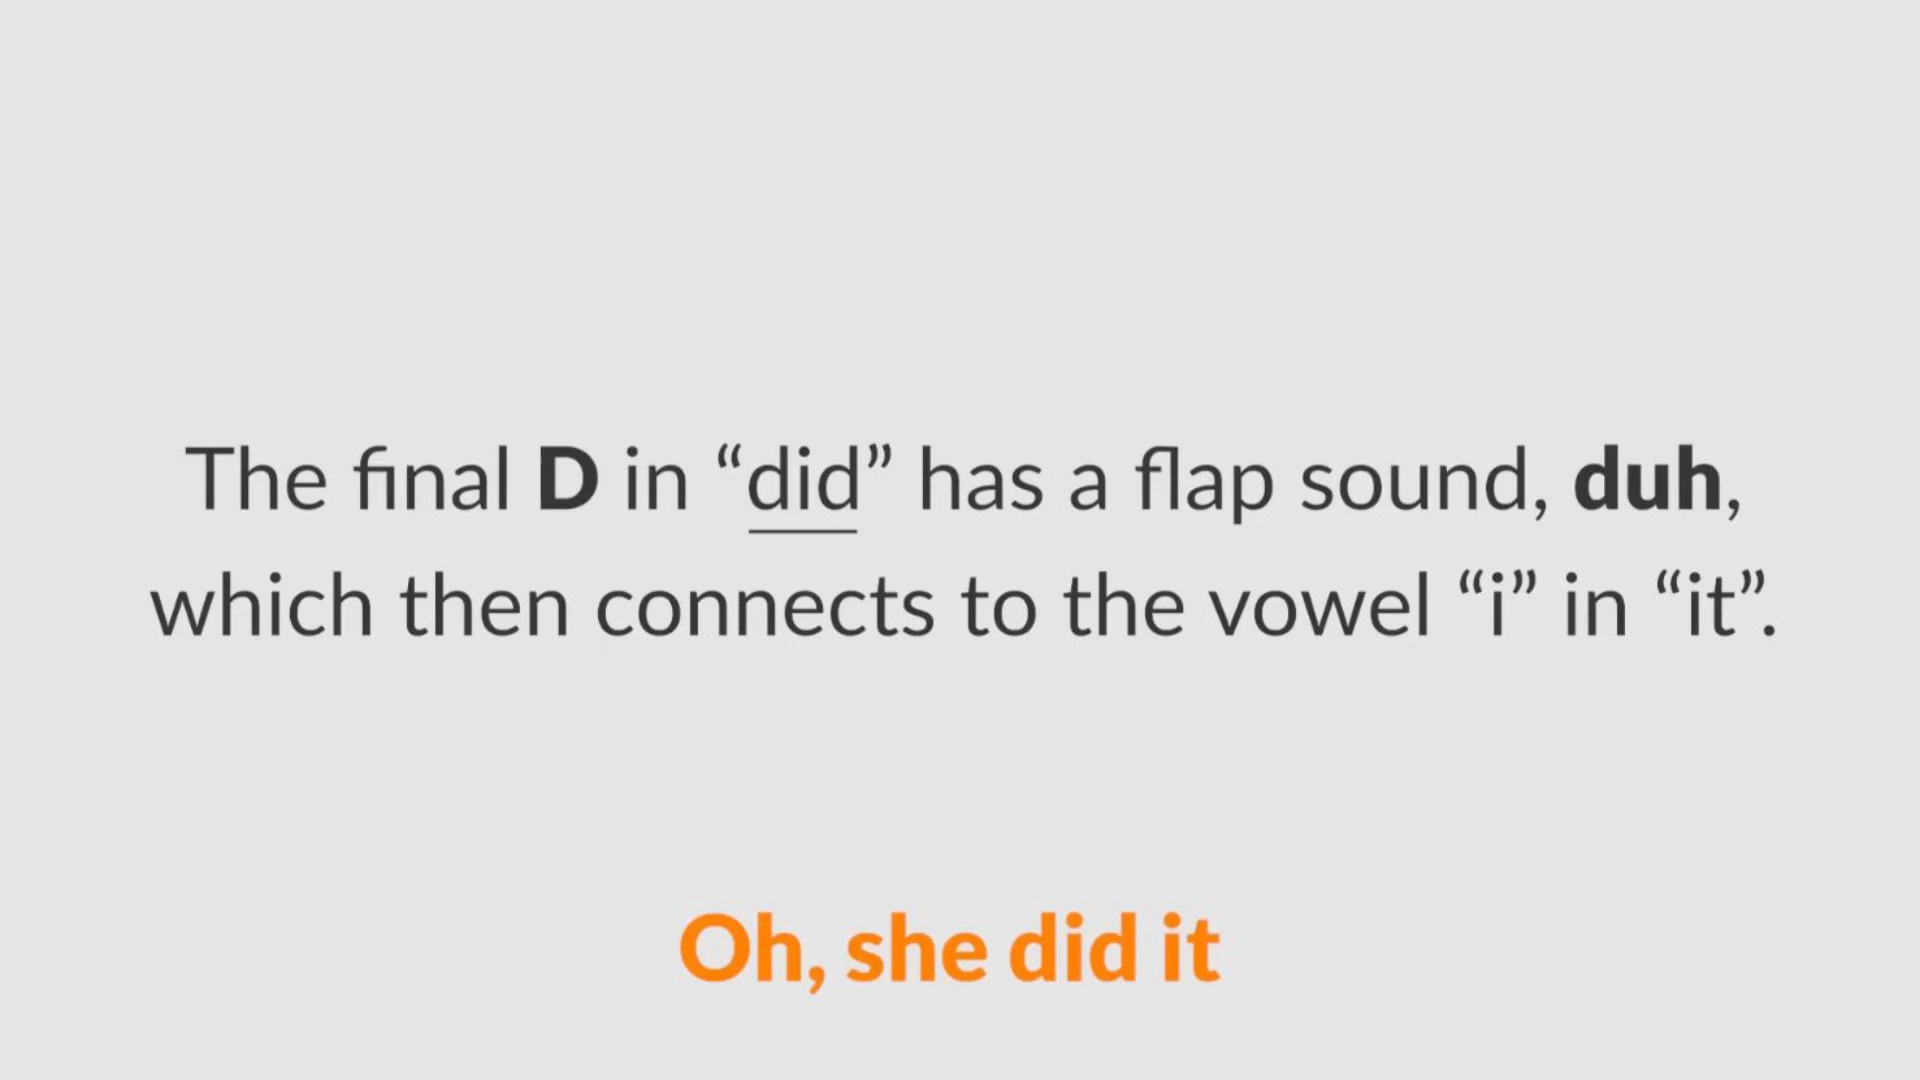 The final D in “did” has a flap sound, duh,
which then connects to the vowel “i” in “it”.
Oh, she did it